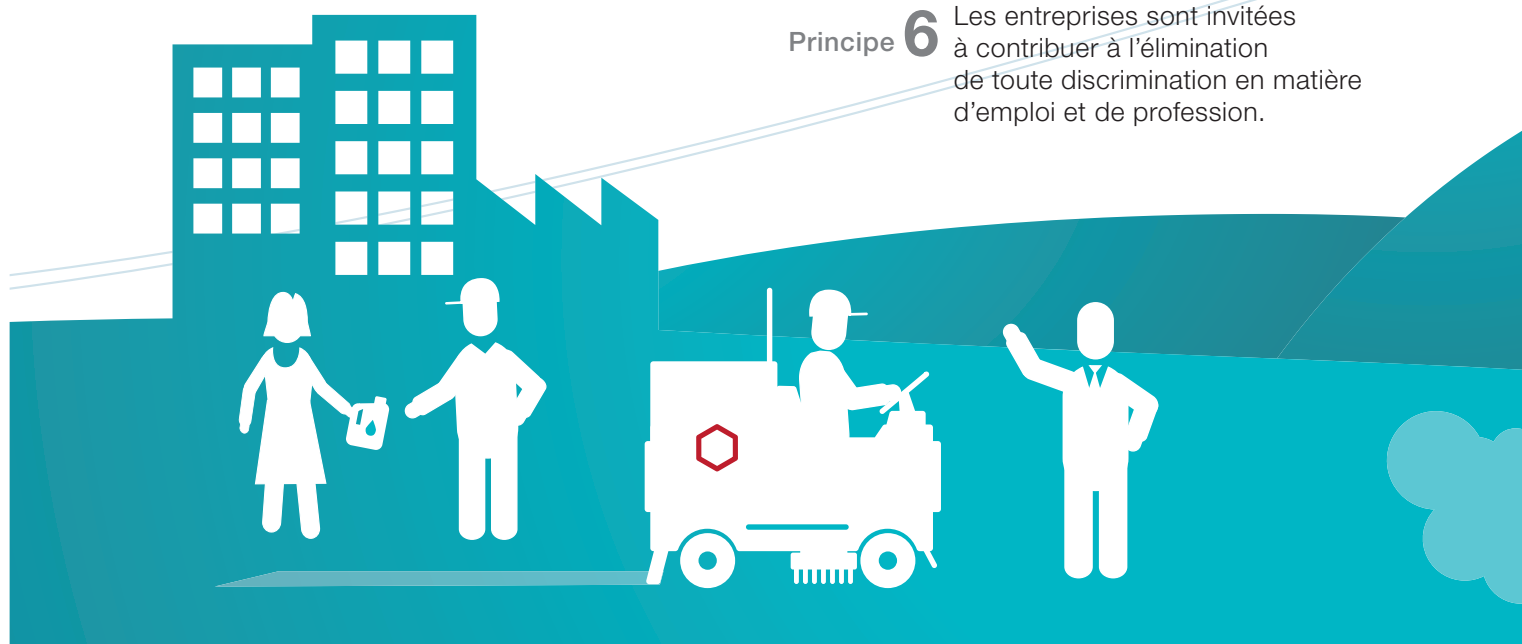 Principe 6 Les entreprises sont invitées
à contribuer à l’élimination
de toute discrimination en matière
d’emploi et de profession.